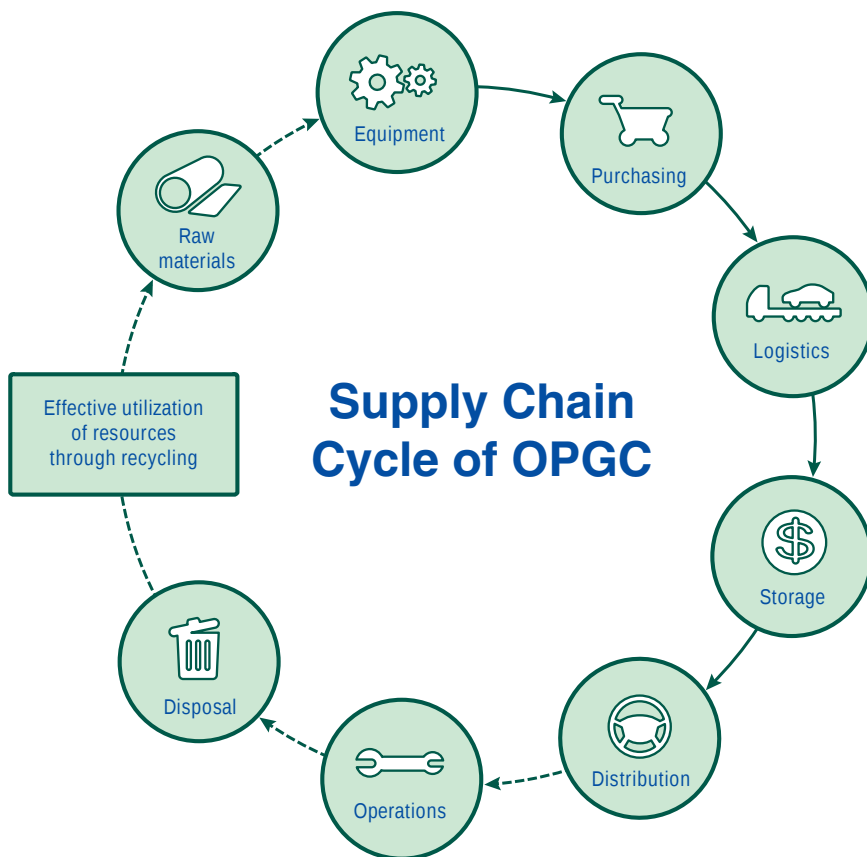 Equipment
Purchasing
Raw
materials
Logistics
Effective utilization
of resources
through recycling
Supply Chain
Cycle of OPGC
Storage
Disposal
Distribution
Operations